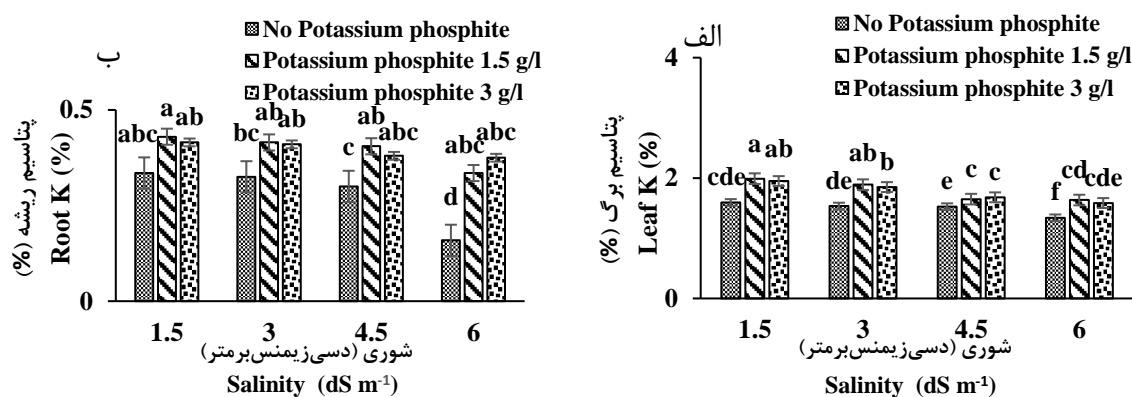 ب
No Potassium phosphite
Potassium phosphite 1.5 g/l
Potassium phosphite 3 g/l
پتاسیم ریشه (%)
Root K (%)
0.5
0
abc a ab
bc ab ab
c ab abc
d abc abc
1.5 3 4.5 6
شوری (دسی‌زیمنس‌برمتر)
Salinity (dS m⁻¹)
الف
No Potassium phosphite
Potassium phosphite 1.5 g/l
Potassium phosphite 3 g/l
پتاسیم برگ (%)
Leaf K (%)
4
2
0
cde a ab
de ab b
e c c
f cd cde
1.5 3 4.5 6
شوری (دسی‌زیمنس‌برمتر)
Salinity (dS m⁻¹)